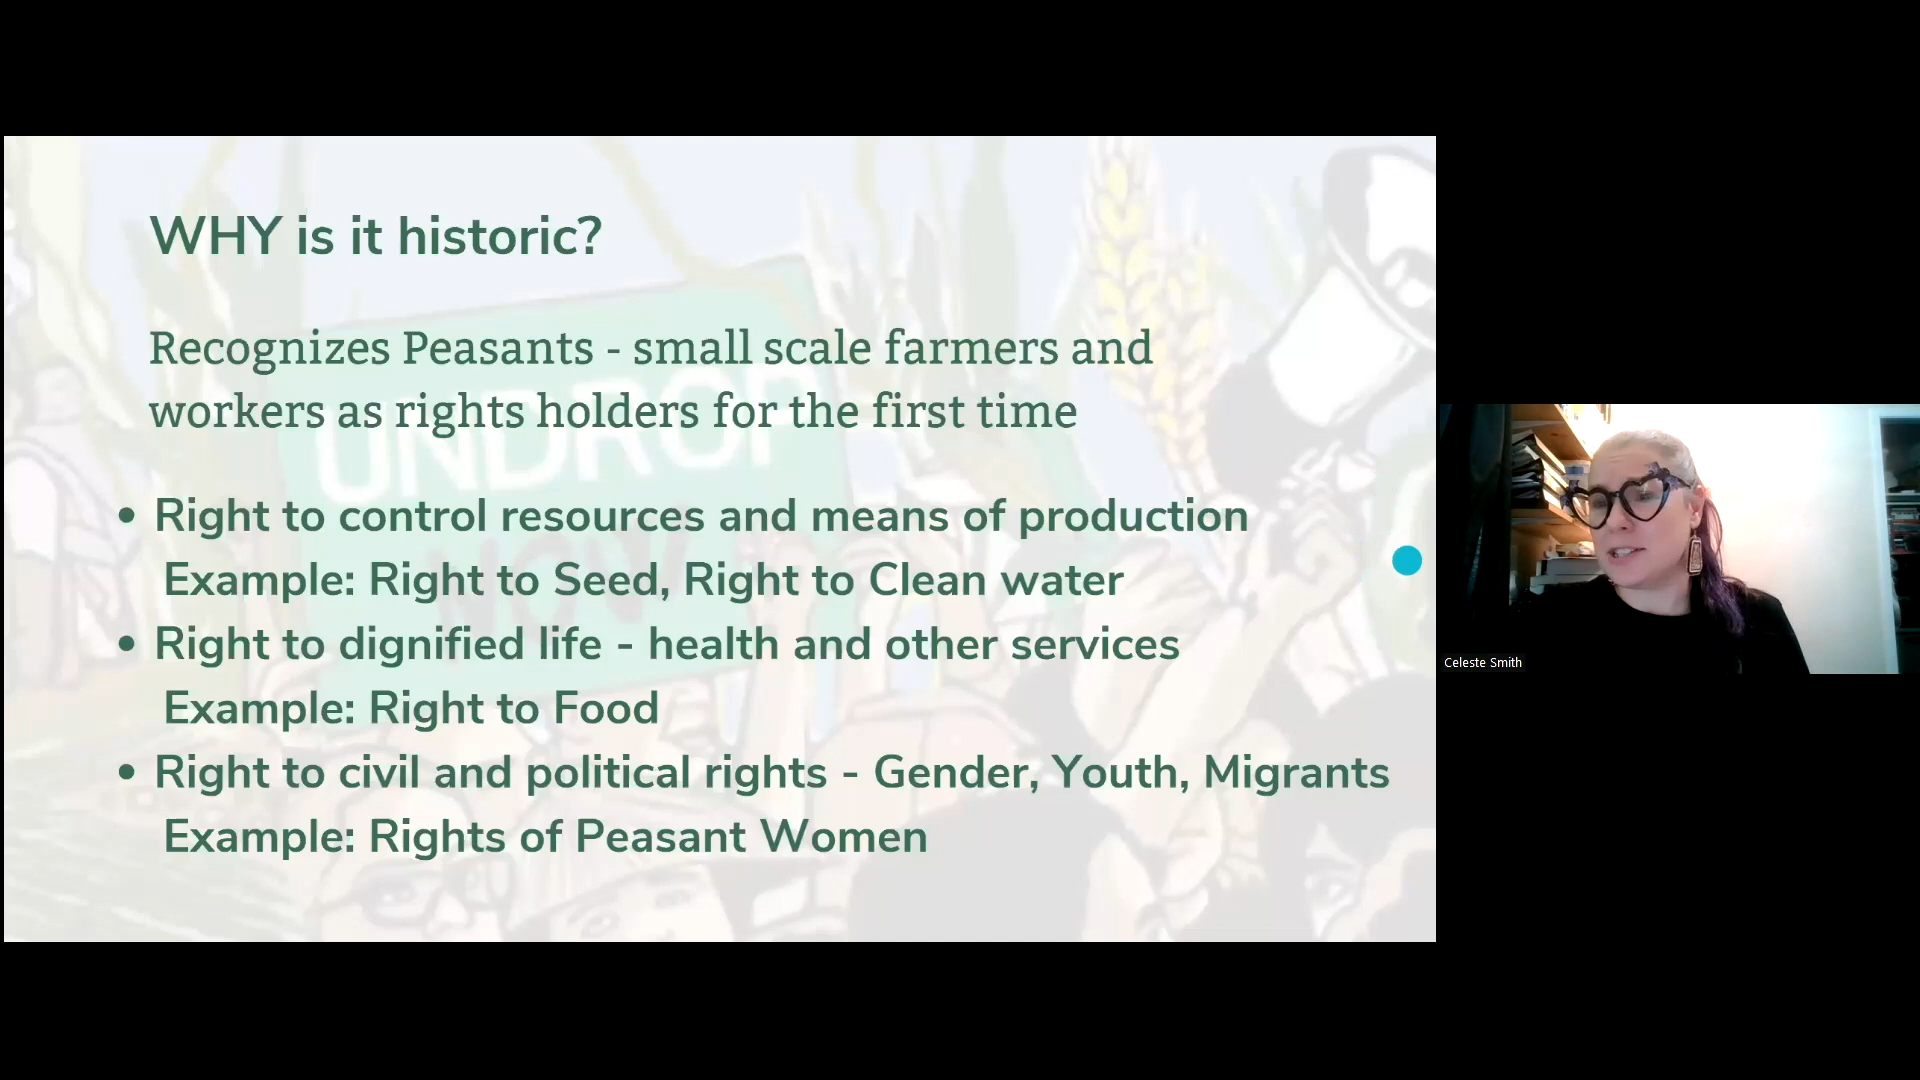 WHY is it historic?
Recognizes Peasants - small scale farmers and
workers as rights holders for the first time
• Right to control resources and means of production
Example: Right to Seed, Right to Clean water
• Right to dignified life - health and other services
Example: Right to Food
• Right to civil and political rights - Gender, Youth, Migrants
Example: Rights of Peasant Women
UNDROP
NOW
Celeste Smith